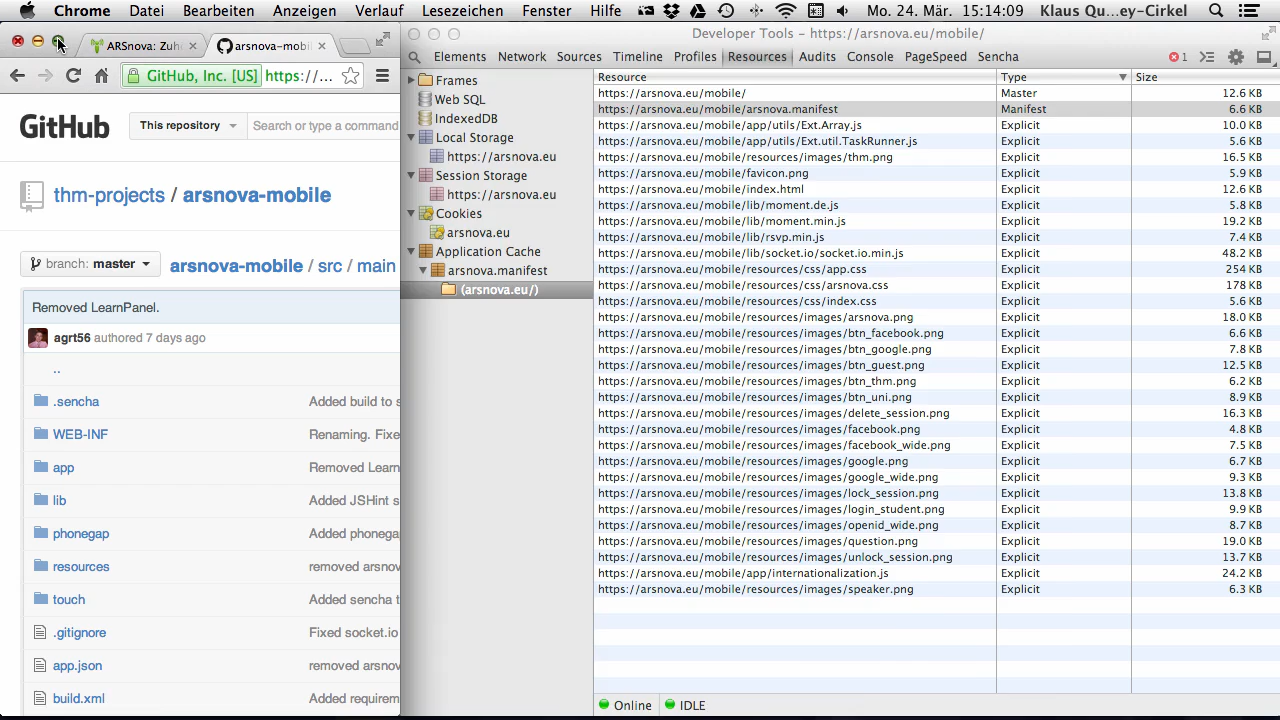 Chrome Datei Bearbeiten Anzeigen Verlauf Lesezeichen Fenster Hilfe Mo. 24. Mär. 15:14:09 Klaus Qu...ey-Cirkel
ARSnova: Zuh
arsnova-mobil
GitHub, Inc. [US] https://...
GitHub
This repository
Search or type a command
thm-projects / arsnova-mobile
branch: master
arsnova-mobile / src / main
Removed LearnPanel.
agrt56 authored 7 days ago
..
.sencha Added build to s
WEB-INF Renaming. Fixe
app Removed Learn
lib Added JSHint s
phonegap Added phonegap
resources removed arsnov
touch Added sencha t
.gitignore Fixed socket.io
app.json removed arsnov
build.xml Added requirem
Developer Tools - https://arsnova.eu/mobile/
Elements Network Sources Timeline Profiles Resources Audits Console PageSpeed Sencha 1
Frames
Web SQL
IndexedDB
Local Storage
https://arsnova.eu
Session Storage
https://arsnova.eu
Cookies
arsnova.eu
Application Cache
arsnova.manifest
(arsnova.eu/)
Resource Type Size
https://arsnova.eu/mobile/ Master 12.6 KB
https://arsnova.eu/mobile/arsnova.manifest Manifest 6.6 KB
https://arsnova.eu/mobile/app/utils/Ext.Array.js Explicit 10.0 KB
https://arsnova.eu/mobile/app/utils/Ext.util.TaskRunner.js Explicit 5.6 KB
https://arsnova.eu/mobile/resources/images/thm.png Explicit 16.5 KB
https://arsnova.eu/mobile/favicon.png Explicit 5.9 KB
https://arsnova.eu/mobile/index.html Explicit 12.6 KB
https://arsnova.eu/mobile/lib/moment.de.js Explicit 5.8 KB
https://arsnova.eu/mobile/lib/moment.min.js Explicit 19.2 KB
https://arsnova.eu/mobile/lib/rsvp.min.js Explicit 7.4 KB
https://arsnova.eu/mobile/lib/socket.io/socket.io.min.js Explicit 48.2 KB
https://arsnova.eu/mobile/resources/css/app.css Explicit 254 KB
https://arsnova.eu/mobile/resources/css/arsnova.css Explicit 178 KB
https://arsnova.eu/mobile/resources/css/index.css Explicit 5.6 KB
https://arsnova.eu/mobile/resources/images/arsnova.png Explicit 18.0 KB
https://arsnova.eu/mobile/resources/images/btn_facebook.png Explicit 6.6 KB
https://arsnova.eu/mobile/resources/images/btn_google.png Explicit 7.8 KB
https://arsnova.eu/mobile/resources/images/btn_guest.png Explicit 12.5 KB
https://arsnova.eu/mobile/resources/images/btn_thm.png Explicit 6.2 KB
https://arsnova.eu/mobile/resources/images/btn_uni.png Explicit 8.9 KB
https://arsnova.eu/mobile/resources/images/delete_session.png Explicit 16.3 KB
https://arsnova.eu/mobile/resources/images/facebook.png Explicit 4.8 KB
https://arsnova.eu/mobile/resources/images/facebook_wide.png Explicit 7.5 KB
https://arsnova.eu/mobile/resources/images/google.png Explicit 6.7 KB
https://arsnova.eu/mobile/resources/images/google_wide.png Explicit 9.3 KB
https://arsnova.eu/mobile/resources/images/lock_session.png Explicit 13.8 KB
https://arsnova.eu/mobile/resources/images/login_student.png Explicit 9.9 KB
https://arsnova.eu/mobile/resources/images/openid_wide.png Explicit 8.7 KB
https://arsnova.eu/mobile/resources/images/question.png Explicit 19.0 KB
https://arsnova.eu/mobile/resources/images/unlock_session.png Explicit 13.7 KB
https://arsnova.eu/mobile/app/internationalization.js Explicit 24.2 KB
https://arsnova.eu/mobile/resources/images/speaker.png Explicit 6.3 KB
Online IDLE